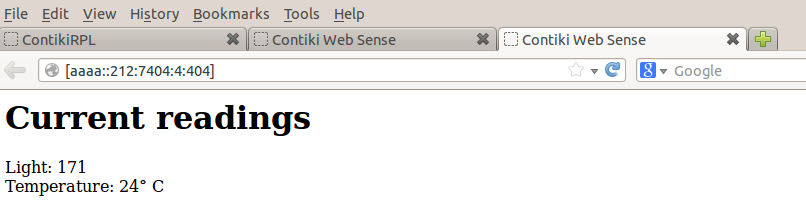 File Edit View History Bookmarks Tools Help
ContikiRPL Contiki Web Sense Contiki Web Sense
[aaaa::212:7404:4:404] Google
Current readings
Light: 171
Temperature: 24° C